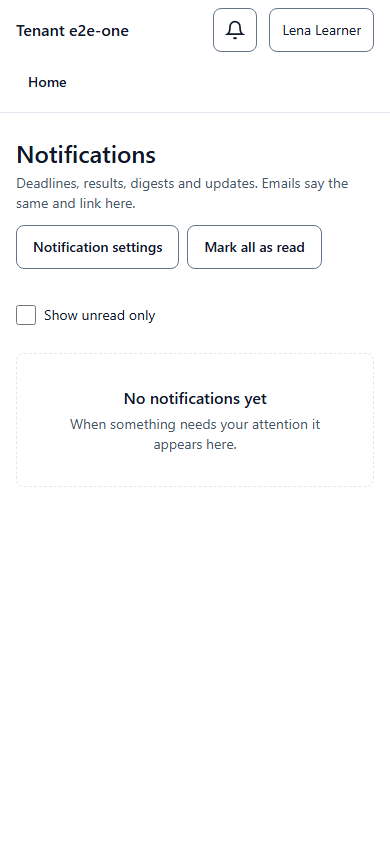 Tenant e2e-one
Lena Learner
Home
Notifications
Deadlines, results, digests and updates. Emails say the
same and link here.
Notification settings
Mark all as read
Show unread only
No notifications yet
When something needs your attention it
appears here.